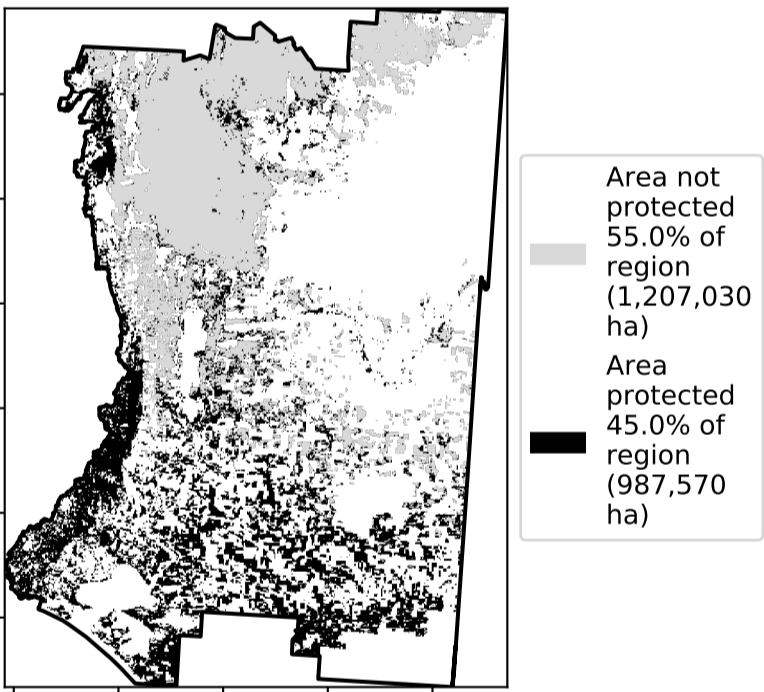 Area not
protected
55.0% of
region
(1,207,030
ha)
Area
protected
45.0% of
region
(987,570
ha)